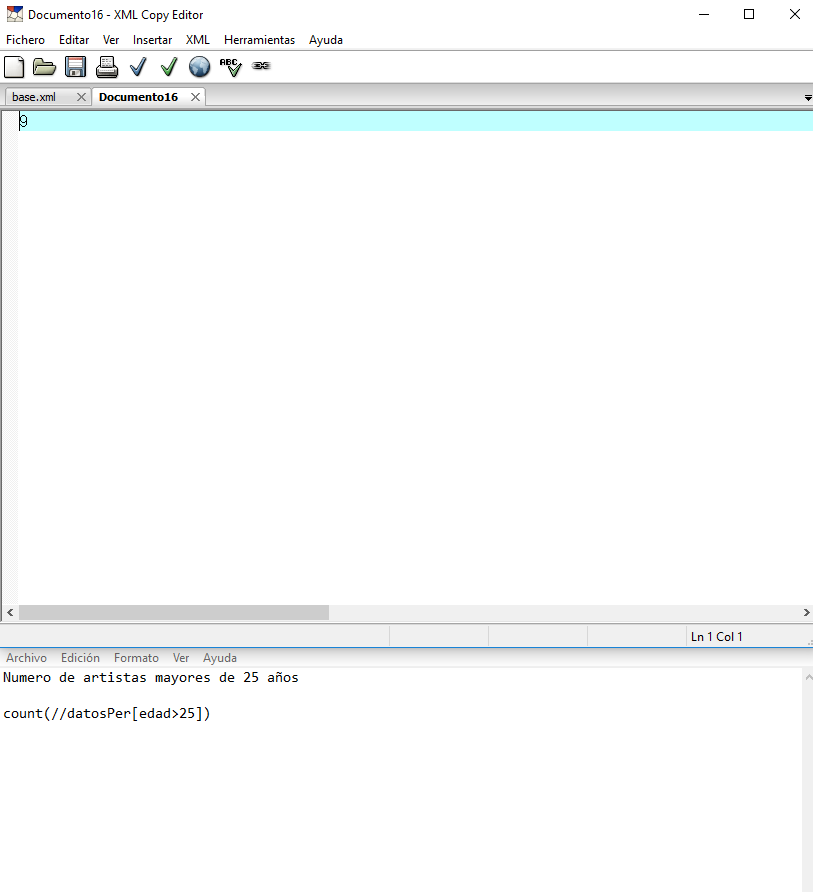 Documento16 - XML Copy Editor
Fichero Editar Ver Insertar XML Herramientas Ayuda
ABC
base.xml Documento16
9
Ln 1 Col 1
Archivo Edición Formato Ver Ayuda
Numero de artistas mayores de 25 años
count(//datosPer[edad>25])